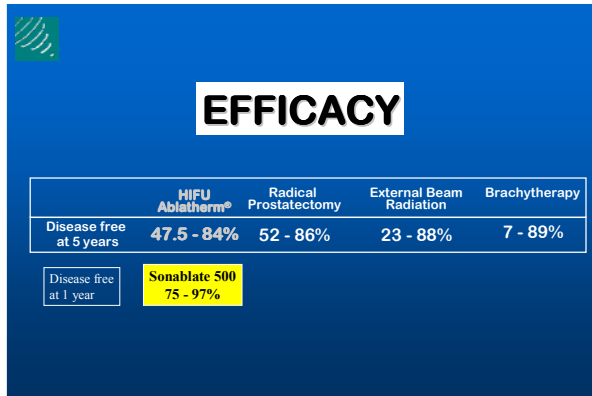 EFFICACY
HIFU Ablatherm® Radical Prostatectomy External Beam Radiation Brachytherapy
Disease free at 5 years 47.5 - 84% 52 - 86% 23 - 88% 7 - 89%
Disease free at 1 year
Sonablate 500
75 - 97%